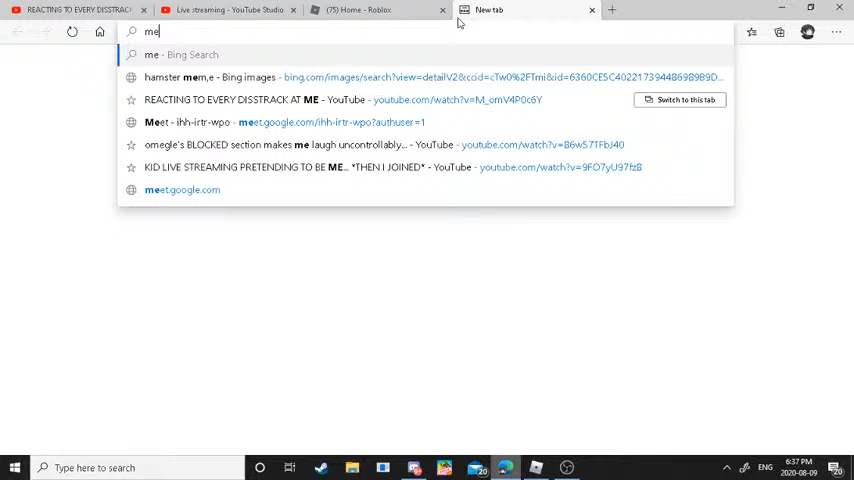 REACTING TO EVERY DISSTRACK
Live streaming - YouTube Studio
(75) Home - Roblox
New tab
me
me - Bing Search
hamster mem,e - Bing images - bing.com/images/search?view=detailV2&ccid=cTw0%2FTmi&id=6360CE5C402217394486989B9D...
REACTING TO EVERY DISSTRACK AT ME - YouTube - youtube.com/watch?v=M_omV4P0c6Y
Switch to this tab
Meet - ihh-irtr-wpo - meet.google.com/ihh-irtr-wpo?authuser=1
omegle's BLOCKED section makes me laugh uncontrollably... - YouTube - youtube.com/watch?v=86w57TFbJ40
KID LIVE STREAMING PRETENDING TO BE ME... *THEN I JOINED* - YouTube - youtube.com/watch?v=9FO7yU97fz8
meet.google.com
Type here to search
20
ENG
6:37 PM
2020-08-09
20